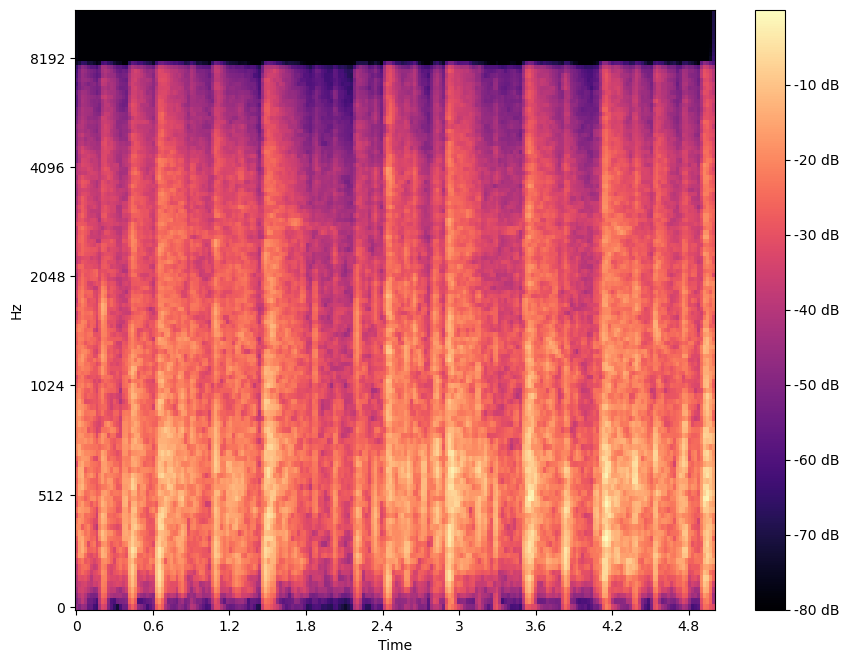 8192
4096
2048
1024
512
0
Hz
0 0.6 1.2 1.8 2.4 3 3.6 4.2 4.8
Time
-10 dB
-20 dB
-30 dB
-40 dB
-50 dB
-60 dB
-70 dB
-80 dB